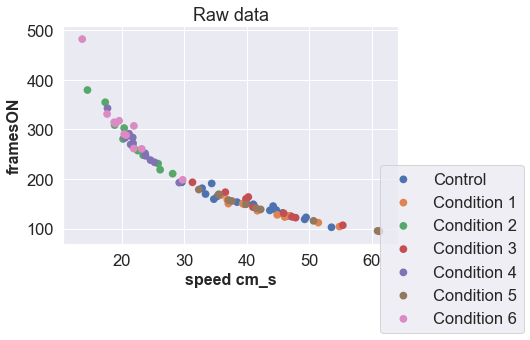 Raw data
500
400
300
200
100
framesON
20
30
40
50
60
speed cm_s
Control
Condition 1
Condition 2
Condition 3
Condition 4
Condition 5
Condition 6